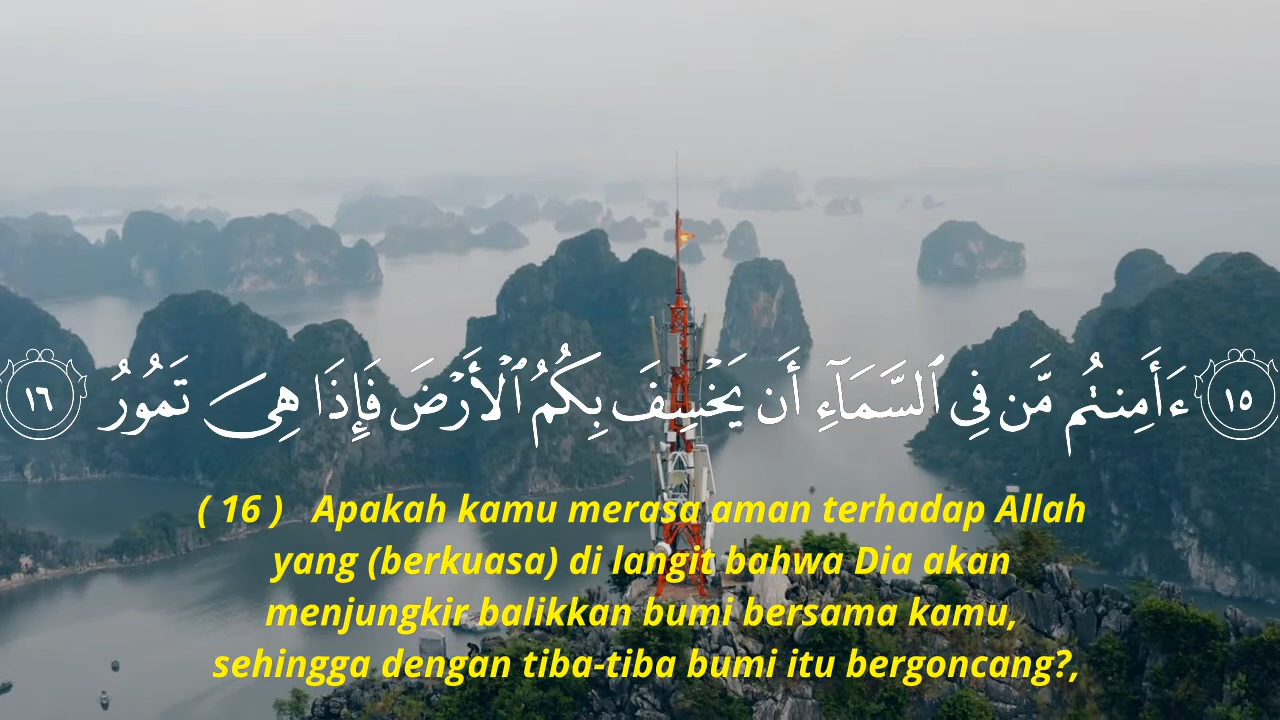 ١٥ ءَأَمِنتُم مَّن فِي ٱلسَّمَآءِ أَن يَخۡسِفَ بِكُمُ ٱلۡأَرۡضَ فَإِذَا هِيَ تَمُورُ ١٦
( 16 ) Apakah kamu merasa aman terhadap Allah
yang (berkuasa) di langit bahwa Dia akan
menjungkir balikkan bumi bersama kamu,
sehingga dengan tiba-tiba bumi itu bergoncang?,